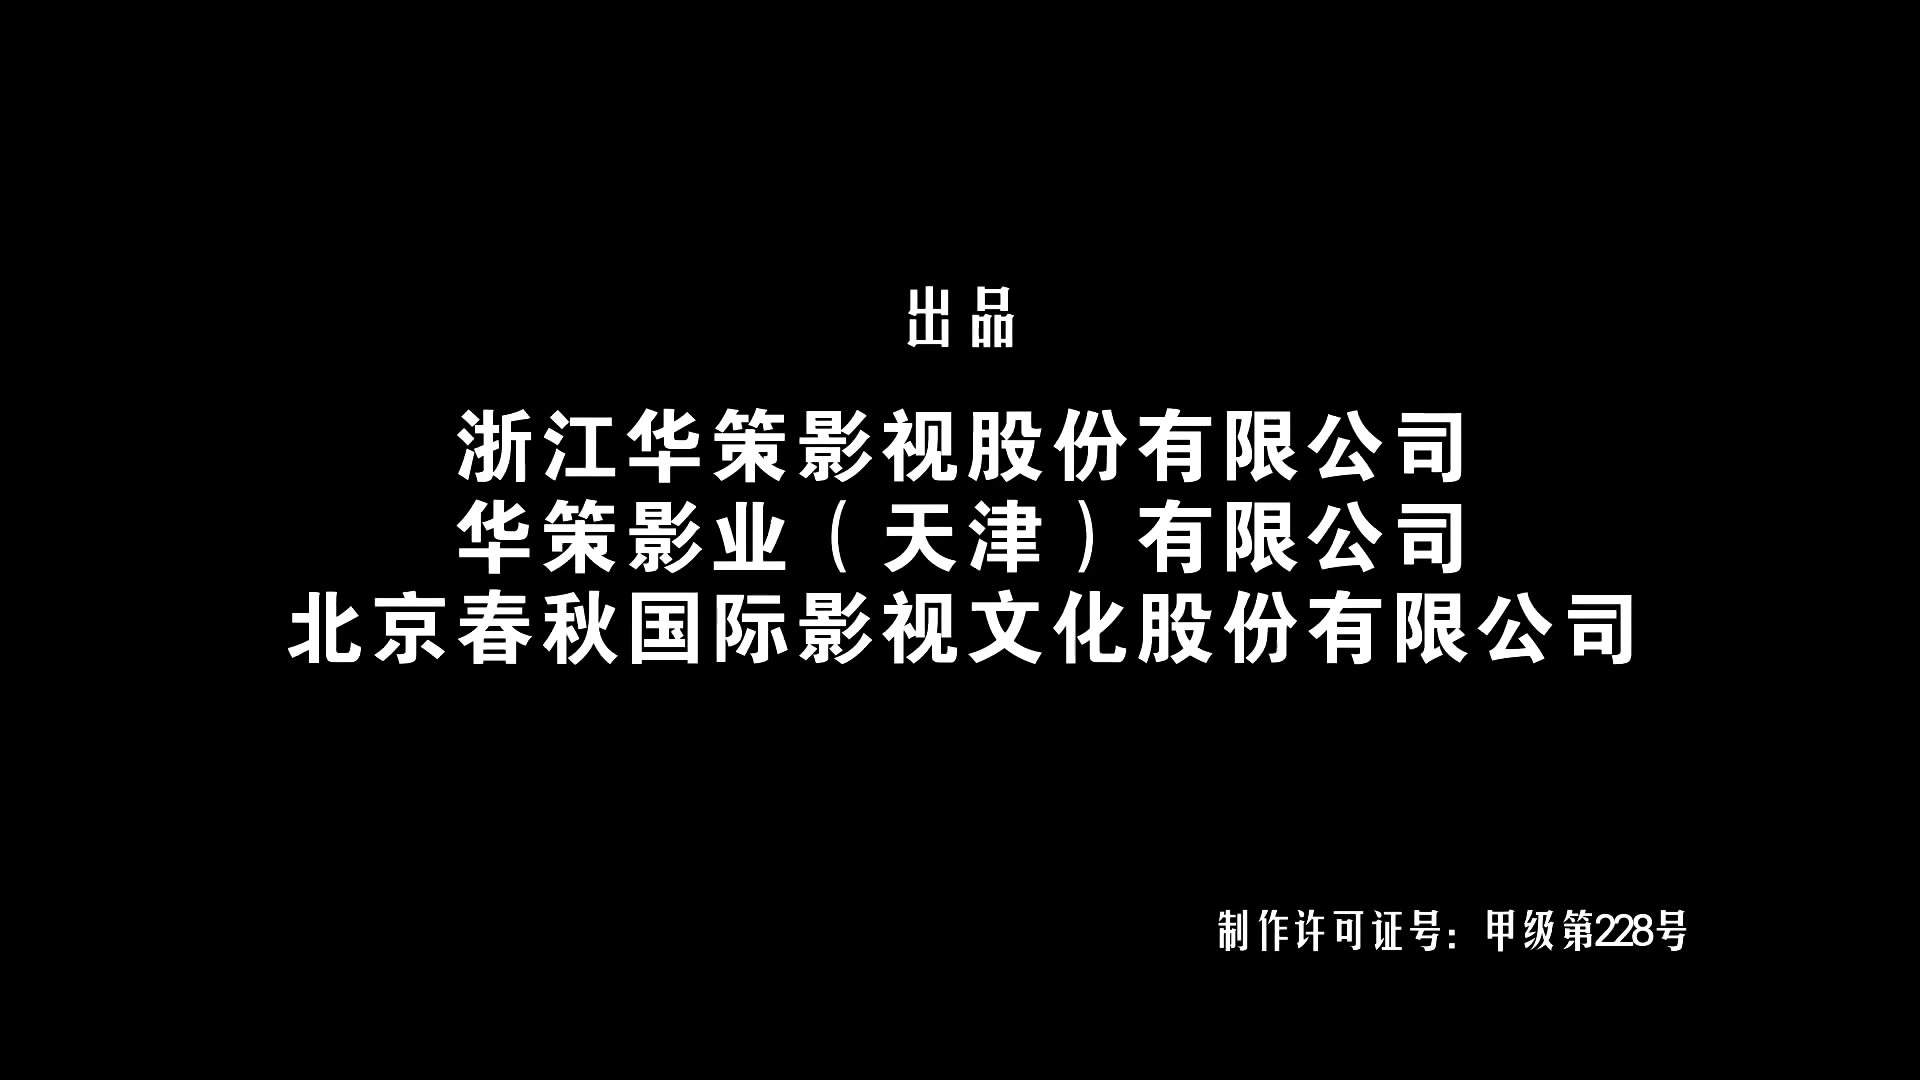 出品
浙江华策影视股份有限公司
华策影业（天津）有限公司
北京春秋国际影视文化股份有限公司
制作许可证号：甲级第228号